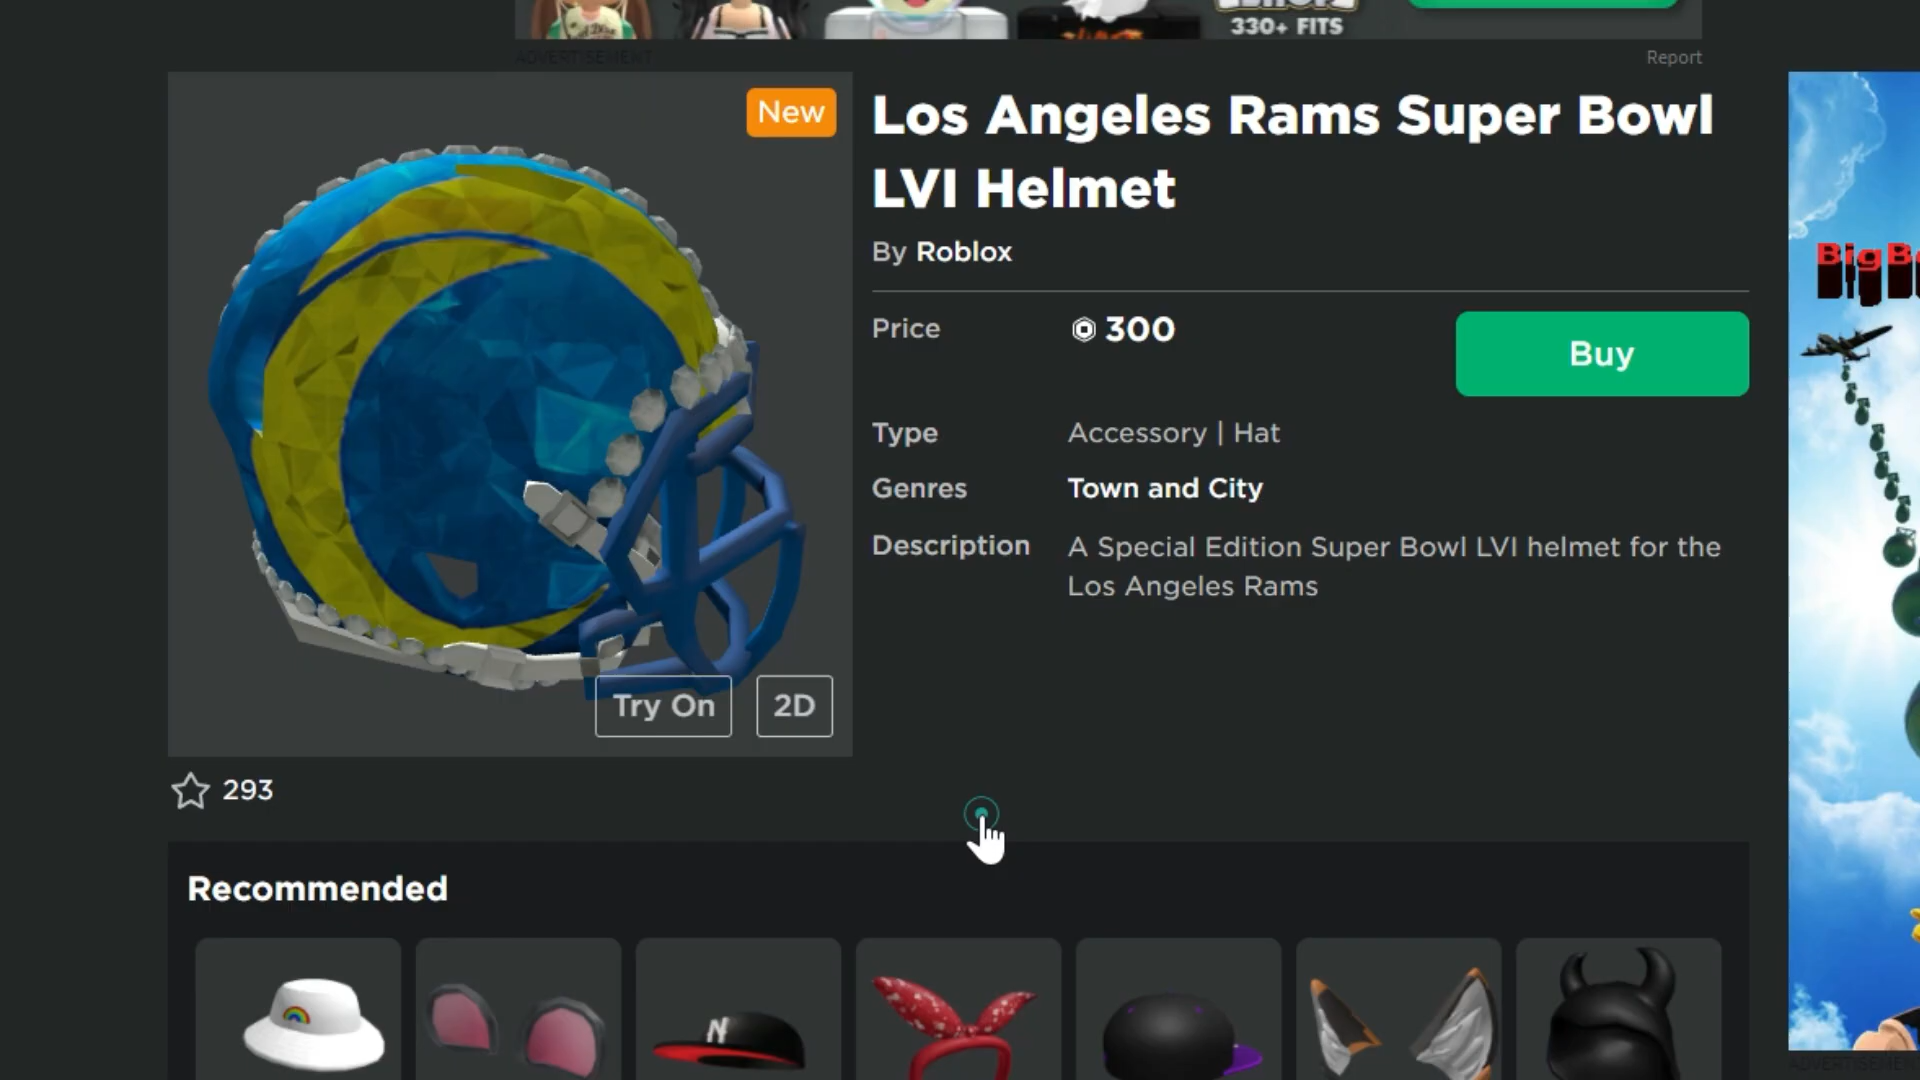 330+ FITS
ADVERTISEMENT
Report
New
Los Angeles Rams Super Bowl
LVI Helmet
By Roblox
Price
300
Buy
Type
Accessory | Hat
Genres
Town and City
Description
A Special Edition Super Bowl LVI helmet for the
Los Angeles Rams
Try On
2D
293
Recommended
N
ADVERTISEMENT